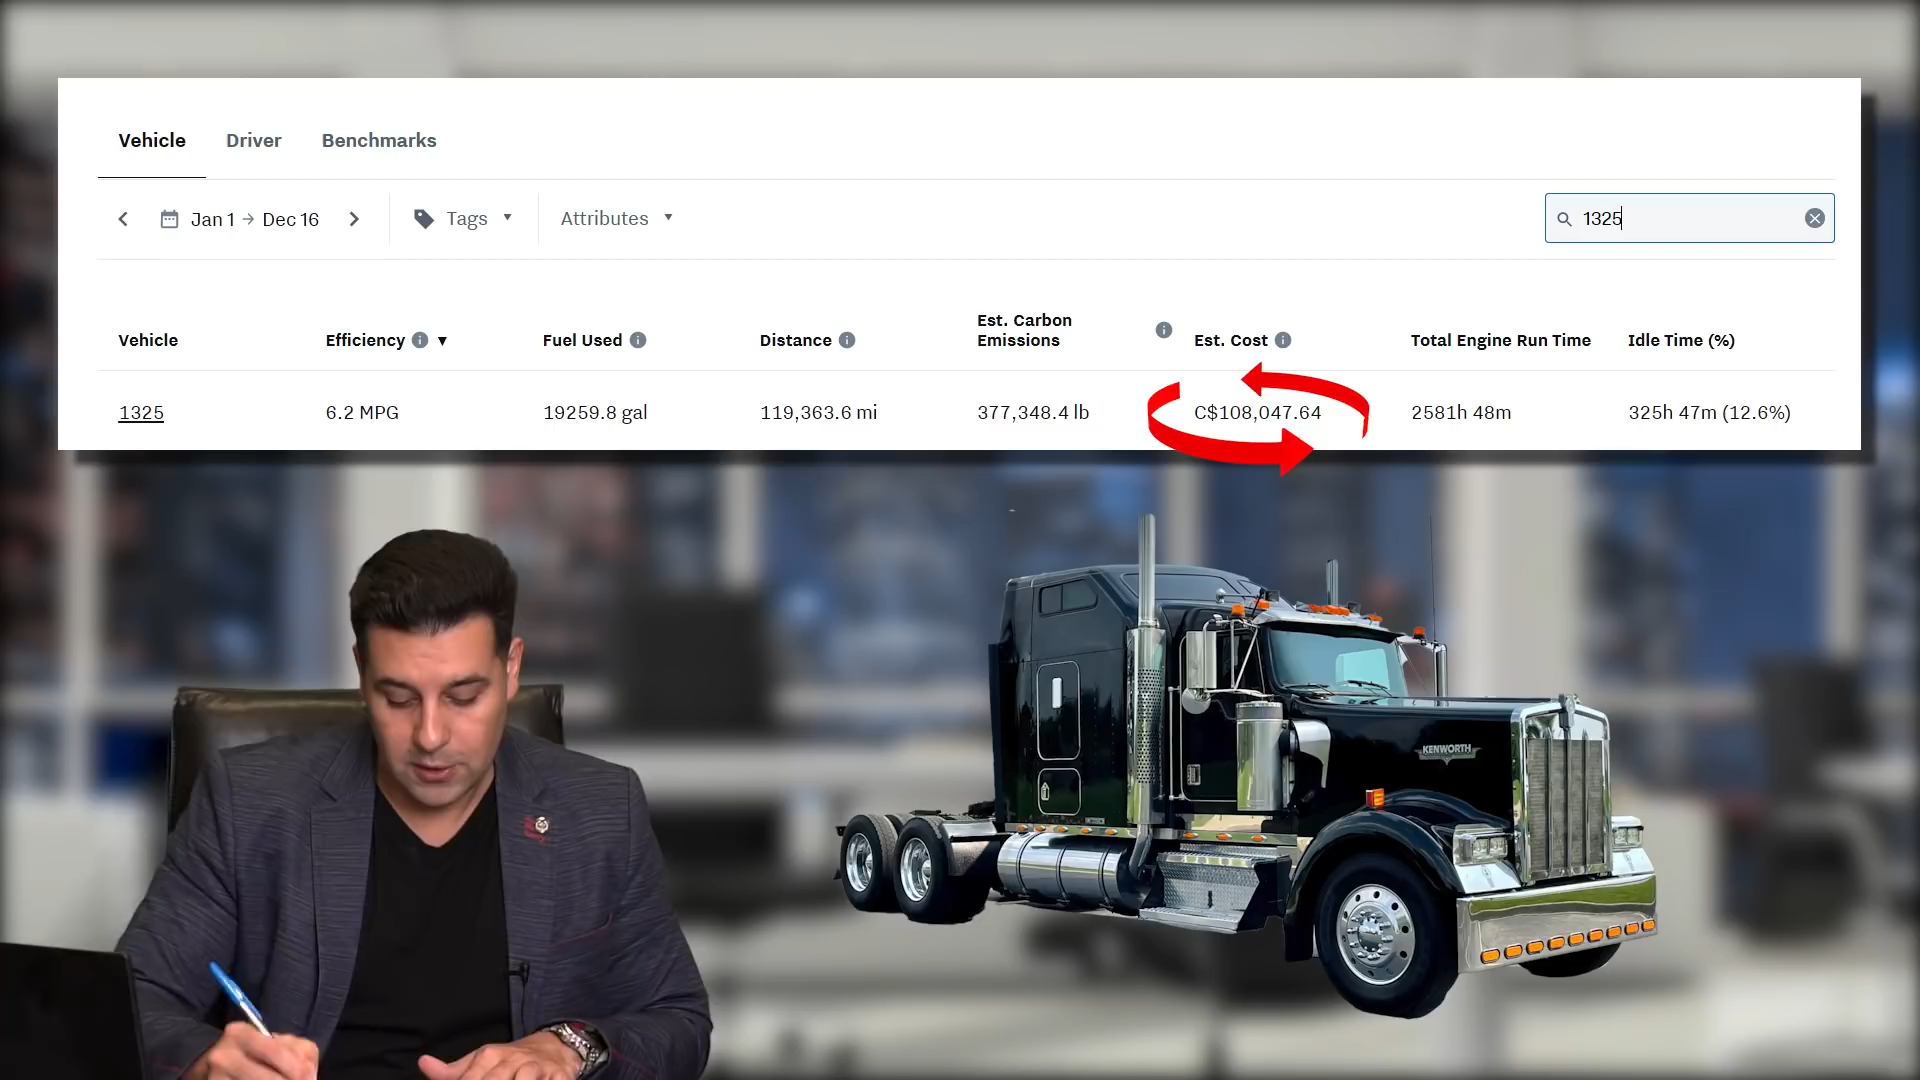 Vehicle Driver Benchmarks
Jan 1 → Dec 16 Tags Attributes 1325
Est. Carbon
Vehicle Efficiency Fuel Used Distance Emissions Est. Cost Total Engine Run Time Idle Time (%)
1325 6.2 MPG 19259.8 gal 119,363.6 mi 377,348.4 lb C$108,047.64 2581h 48m 325h 47m (12.6%)
KENWORTH